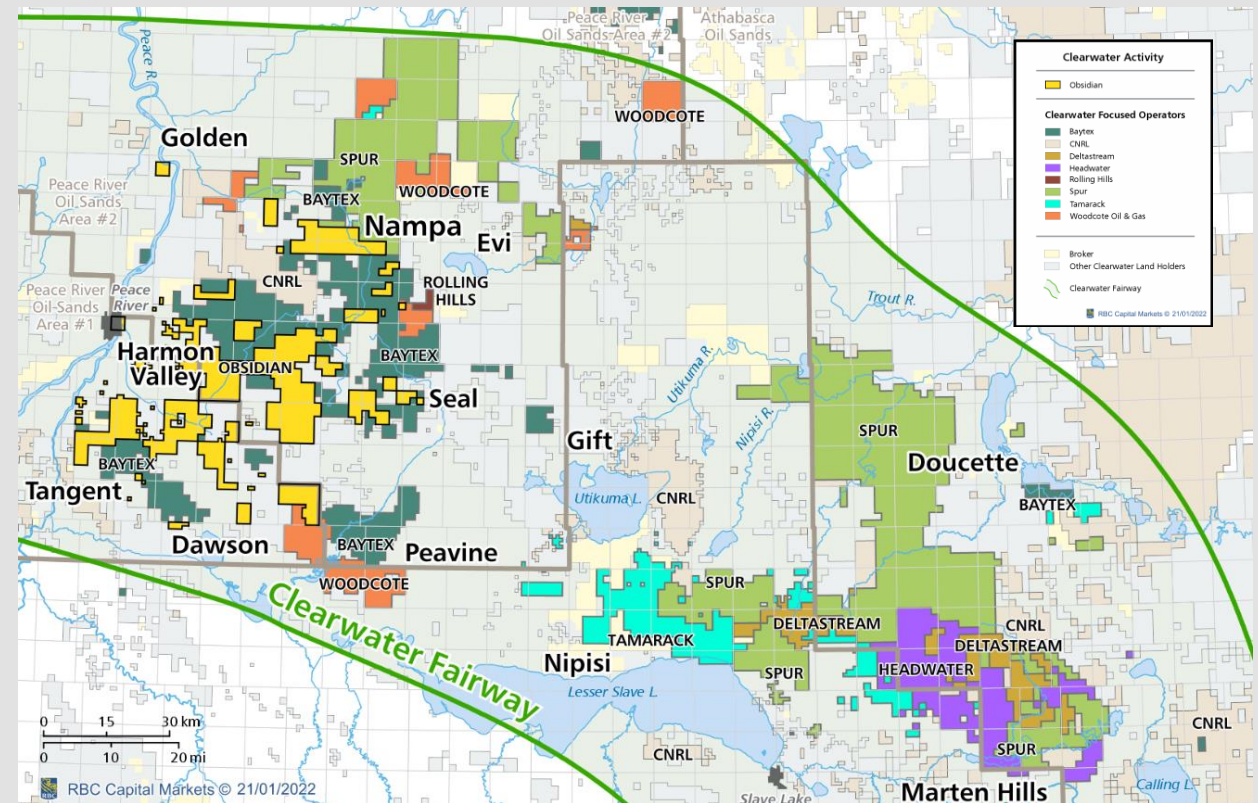 Peace River
Oil Sands Area #2
Athabasca
Oil Sands
Peace R.
Golden
WOODCOTE
SPUR
Peace River
Oil Sands
Area #2
BAYTEX
WOODCOTE
Nampa
Evi
CNRL
ROLLING
HILLS
Peace River
Oil-Sands
Area #1
Peace
River
Trout R.
Harmon
Valley
OBSIDIAN
BAYTEX
Utikuma R.
Seal
Nipisi R.
SPUR
Gift
Doucette
BAYTEX
Tangent
Utikuma L.
CNRL
BAYTEX
Dawson
BAYTEX
Peavine
WOODCOTE
SPUR
Clearwater Fairway
DELTASTREAM
CNRL
TAMARACK
DELTASTREAM
Nipisi
SPUR
HEADWATER
Lesser Slave L.
CNRL
CNRL
SPUR
Slave Lake
Marten Hills
Calling L.
0 15 30 km
0 10 20 mi
RBC
RBC Capital Markets © 21/01/2022
Clearwater Activity
Obsidian
Clearwater Focused Operators
Baytex
CNRL
Deltastream
Headwater
Rolling Hills
Spur
Tamarack
Woodcote Oil & Gas
Broker
Other Clearwater Land Holders
Clearwater Fairway
RBC Capital Markets © 21/01/2022